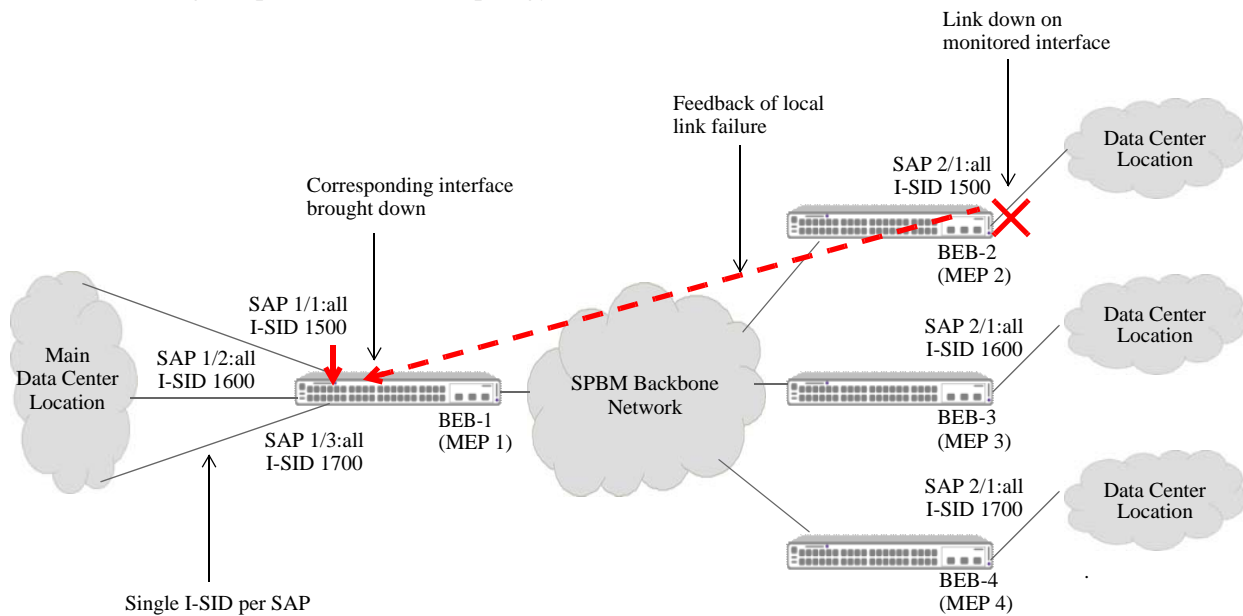 Link down on
monitored interface
Feedback of local
link failure
Data Center
Location
SAP 2/1:all
I-SID 1500
Corresponding interface
brought down
BEB-2
(MEP 2)
SAP 1/1:all
I-SID 1500
Main
Data Center
Location
SAP 1/2:all
I-SID 1600
SPBM Backbone
Network
SAP 2/1:all
I-SID 1600
Data Center
Location
BEB-1
(MEP 1)
BEB-3
(MEP 3)
SAP 1/3:all
I-SID 1700
SAP 2/1:all
I-SID 1700
Data Center
Location
BEB-4
(MEP 4)
Single I-SID per SAP